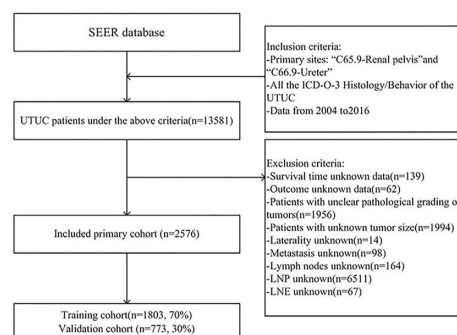 SEER database
Inclusion criteria:
-Primary sites: “C65.9-Renal pelvis”and
“C66.9-Ureter”
-All the ICD-O-3 Histology/Behavior of the
UTUC
-Data from 2004 to2016
UTUC patients under the above criteria(n=13581)
Exclusion criteria:
-Survival time unknown data(n=139)
-Outcome unknown data(n=62)
-Patients with unclear pathological grading o
tumors(n=1956)
-Patients with unknown tumor size(n=1994)
-Laterality unknown(n=14)
-Metastasis unknown(n=98)
-Lymph nodes unknown(n=164)
-LNP unknown(n=6511)
-LNE unknown(n=67)
Included primary cohort (n=2576)
Training cohort(n=1803, 70%)
Validation cohort (n=773, 30%)